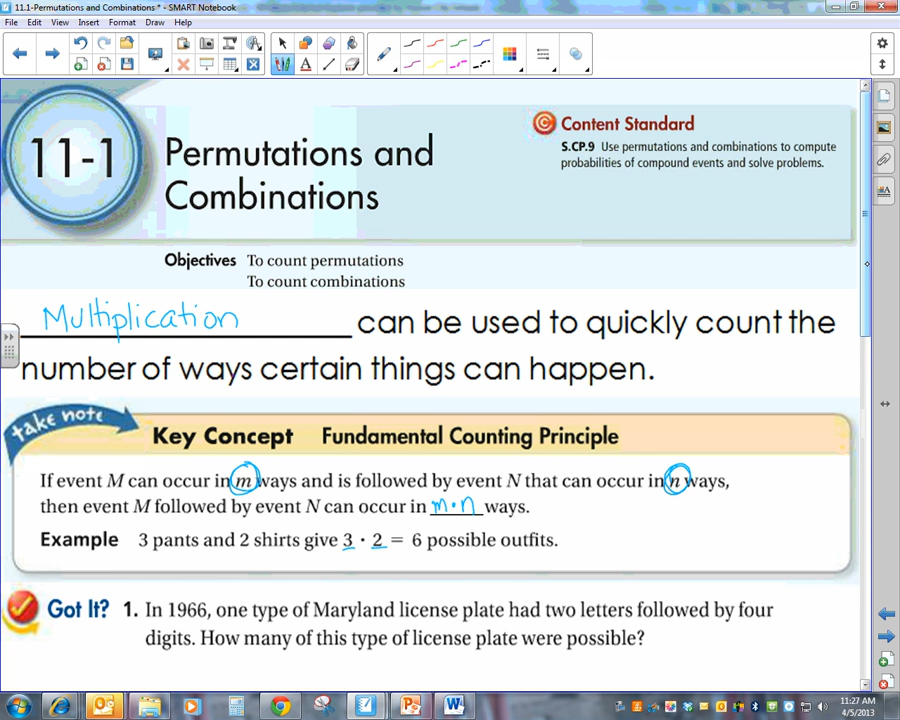 11.1-Permutations and Combinations * - SMART Notebook
File Edit View Insert Format Draw Help
11-1
Permutations and
Combinations
Content Standard
S.CP.9 Use permutations and combinations to compute
probabilities of compound events and solve problems.
Objectives To count permutations
To count combinations
Multiplication can be used to quickly count the
number of ways certain things can happen.
take note
Key Concept Fundamental Counting Principle
If event M can occur in m ways and is followed by event N that can occur in n ways,
then event M followed by event N can occur in m·n ways.
Example 3 pants and 2 shirts give 3 · 2 = 6 possible outfits.
Got It? 1. In 1966, one type of Maryland license plate had two letters followed by four
digits. How many of this type of license plate were possible?
11:27 AM
4/5/2013